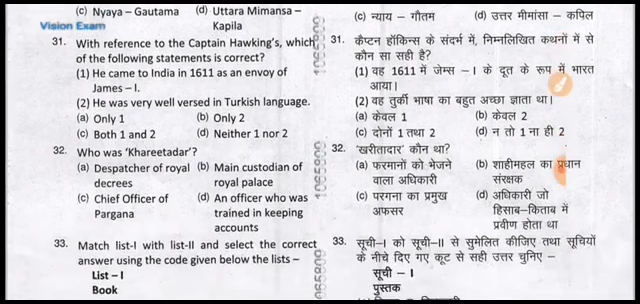 (c) Nyaya – Gautama (d) Uttara Mimansa – Kapila
Vision Exam
31. With reference to the Captain Hawking's, which of the following statements is correct?
(1) He came to India in 1611 as an envoy of James – I.
(2) He was very well versed in Turkish language.
(a) Only 1 (b) Only 2
(c) Both 1 and 2 (d) Neither 1 nor 2
32. Who was 'Khareetadar'?
(a) Despatcher of royal decrees (b) Main custodian of royal palace
(c) Chief Officer of Pargana (d) An officer who was trained in keeping accounts
33. Match list-I with list-II and select the correct answer using the code given below the lists –
List – I
Book
1065809
1065809
1065809
(c) न्याय – गौतम (d) उत्तर मीमांसा – कपिल
31. कैप्टन हॉकिन्स के संदर्भ में, निम्नलिखित कथनों में से कौन सा सही है?
(1) वह 1611 में जेम्स – I के दूत के रूप में भारत आया।
(2) वह तुर्की भाषा का बहुत अच्छा ज्ञाता था।
(a) केवल 1 (b) केवल 2
(c) दोनों 1 तथा 2 (d) न तो 1 ना ही 2
32. 'खरीतादार' कौन था?
(a) फरमानों को भेजने वाला अधिकारी (b) शाहीमहल का प्रधान संरक्षक
(c) परगना का प्रमुख अफसर (d) अधिकारी जो हिसाब-किताब में प्रवीण होता था
33. सूची–I को सूची–II से सुमेलित कीजिए तथा सूचियों के नीचे दिए गए कूट से सही उत्तर चुनिए –
सूची – I
पुस्तक